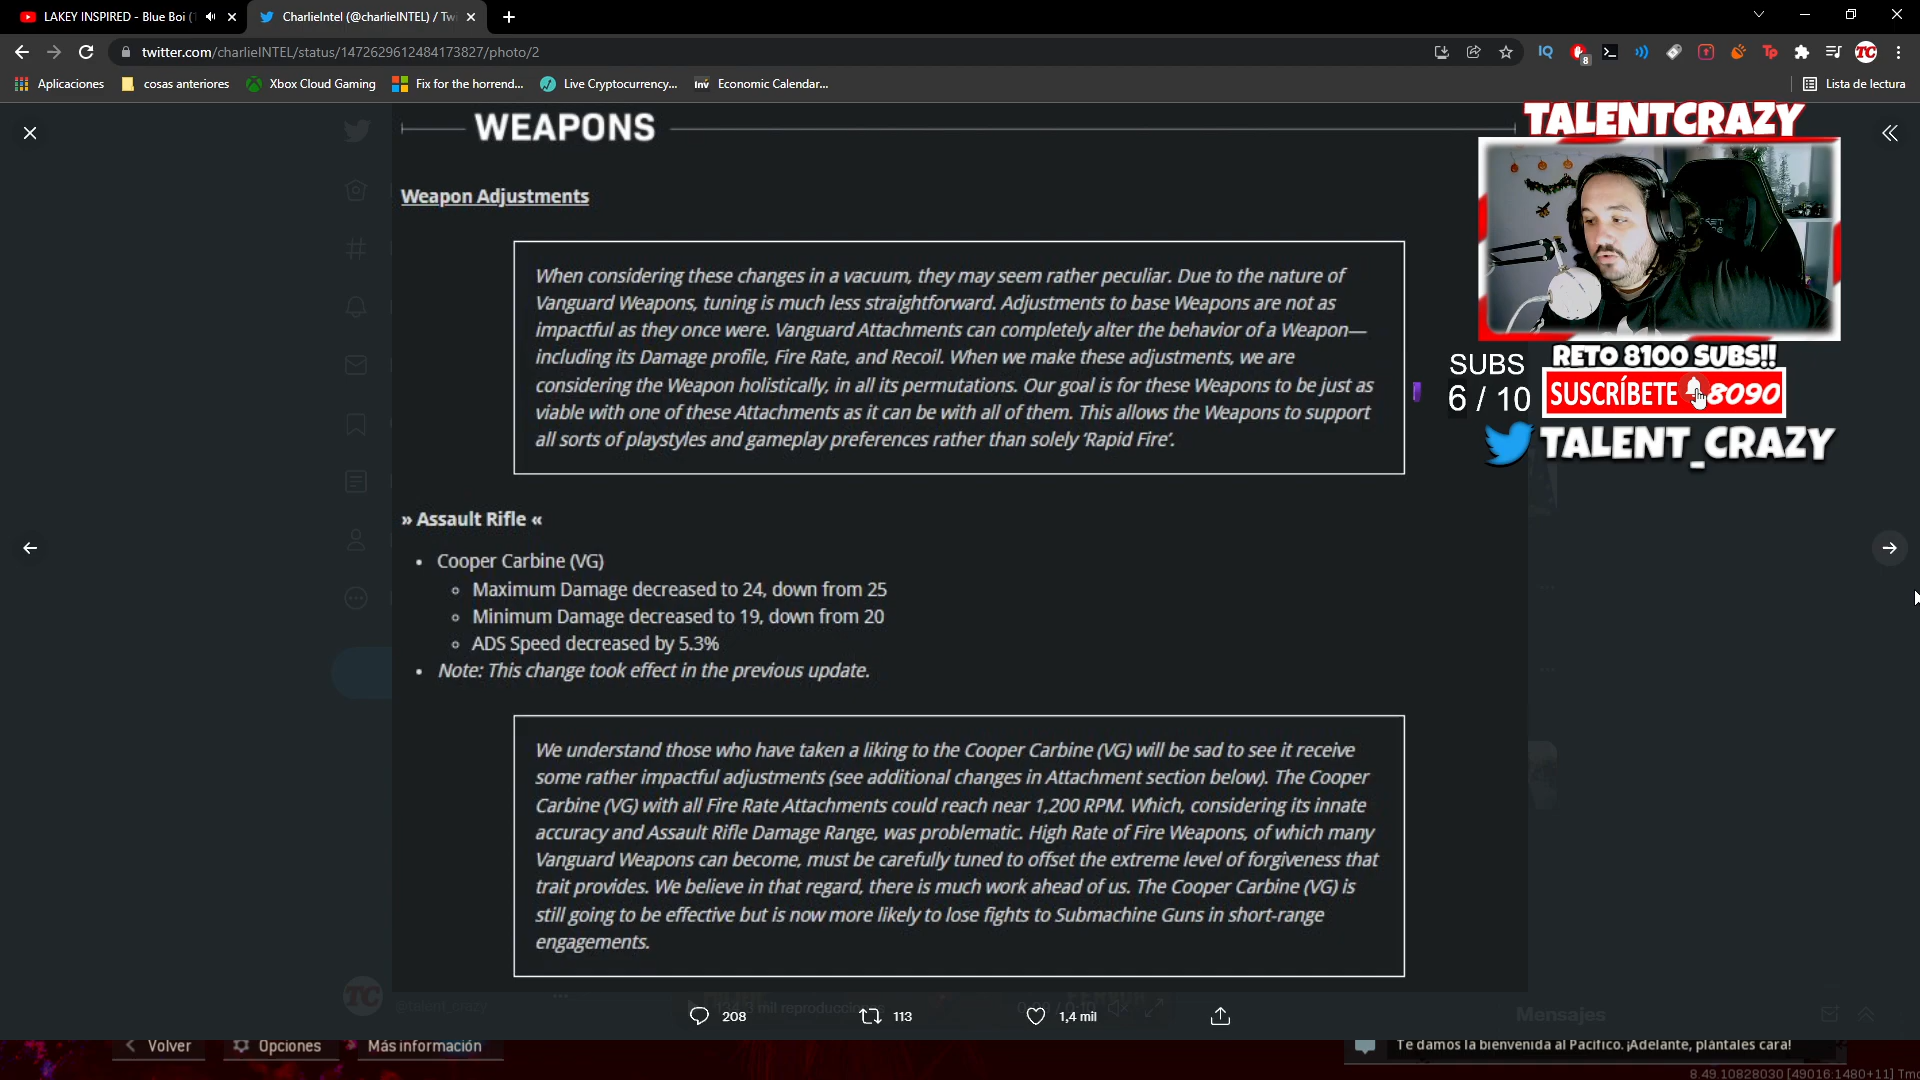 LAKEY INSPIRED - Blue Boi (
CharlieIntel (@charlieINTEL) / Tw
twitter.com/charlieINTEL/status/1472629612484173827/photo/2
8
Aplicaciones
cosas anteriores
Xbox Cloud Gaming
Fix for the horrend...
Live Cryptocurrency...
Economic Calendar...
Lista de lectura
WEAPONS
TALENTCRAZY
Weapon Adjustments
When considering these changes in a vacuum, they may seem rather peculiar. Due to the nature of
Vanguard Weapons, tuning is much less straightforward. Adjustments to base Weapons are not as
impactful as they once were. Vanguard Attachments can completely alter the behavior of a Weapon—
including its Damage profile, Fire Rate, and Recoil. When we make these adjustments, we are
considering the Weapon holistically, in all its permutations. Our goal is for these Weapons to be just as
viable with one of these Attachments as it can be with all of them. This allows the Weapons to support
all sorts of playstyles and gameplay preferences rather than solely ‘Rapid Fire’.
SUBS
6 / 10
RETO 8100 SUBS!!
SUSCRÍBETE 8090
TALENT_CRAZY
» Assault Rifle «
• Cooper Carbine (VG)
Maximum Damage decreased to 24, down from 25
Minimum Damage decreased to 19, down from 20
ADS Speed decreased by 5.3%
• Note: This change took effect in the previous update.
We understand those who have taken a liking to the Cooper Carbine (VG) will be sad to see it receive
some rather impactful adjustments (see additional changes in Attachment section below). The Cooper
Carbine (VG) with all Fire Rate Attachments could reach near 1,200 RPM. Which, considering its innate
accuracy and Assault Rifle Damage Range, was problematic. High Rate of Fire Weapons, of which many
Vanguard Weapons can become, must be carefully tuned to offset the extreme level of forgiveness that
trait provides. We believe in that regard, there is much work ahead of us. The Cooper Carbine (VG) is
still going to be effective but is now more likely to lose fights to Submachine Guns in short-range
engagements.
TC
@talent_crazy
208
113
1,4 mil
Mensajes
Volver
Opciones
Más información
Te damos la bienvenida al Pacífico. ¡Adelante, plántales cara!
8.49.10828030 [49016:1480+11] Tmc